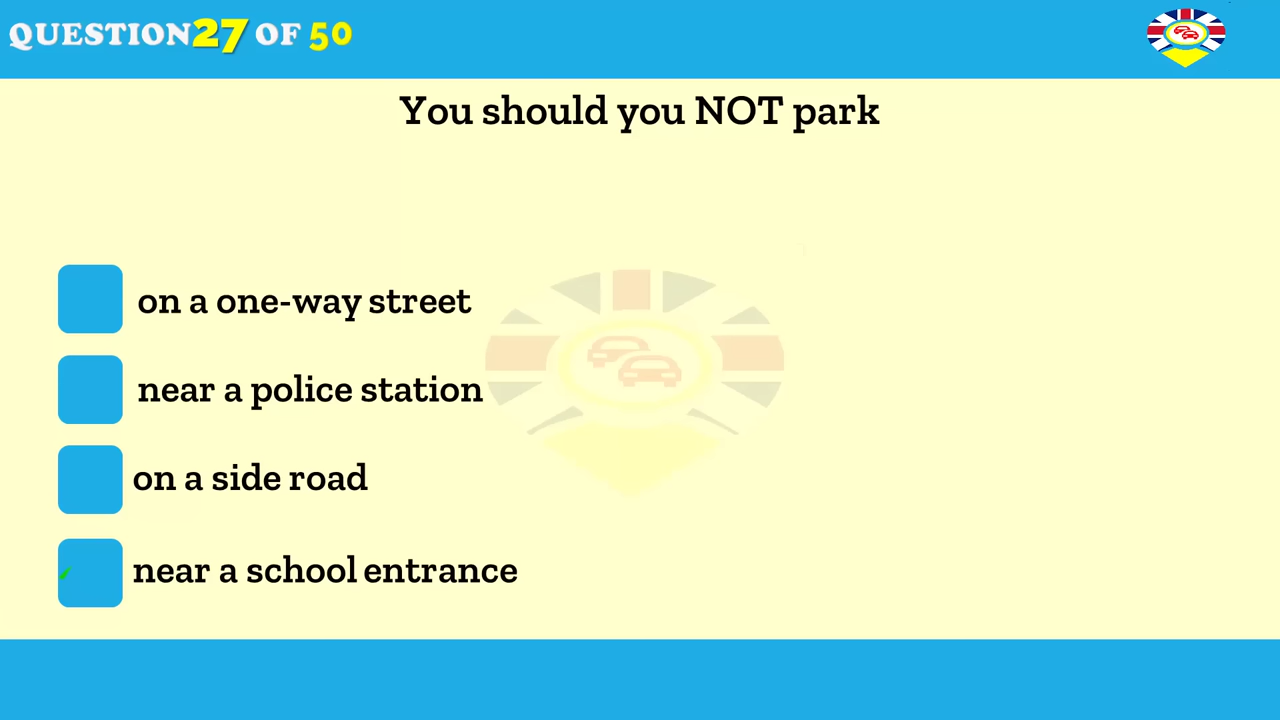 QUESTION 27 OF 50
You should you NOT park
on a one-way street
near a police station
on a side road
near a school entrance